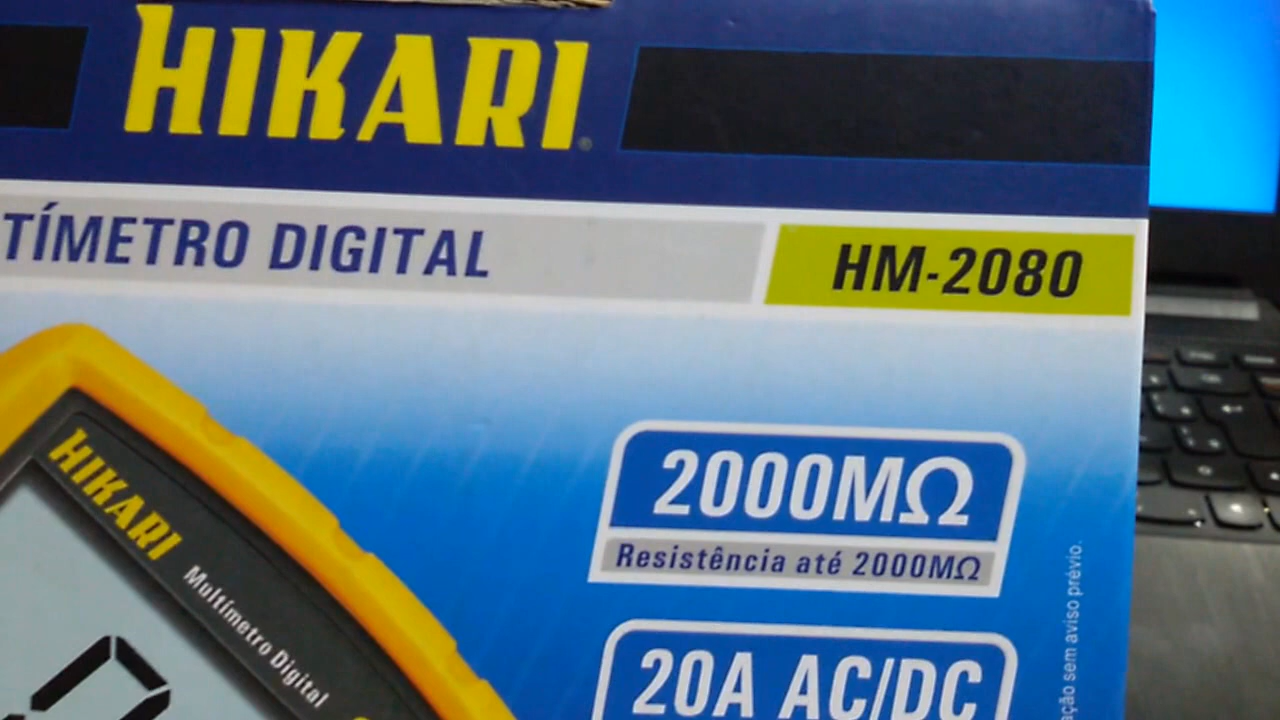 HIKARI
TÍMETRO DIGITAL
HM-2080
HIKARI
Multímetro Digital
2000MΩ
Resistência até 2000MΩ
20A AC/DC
ação sem aviso prévio.